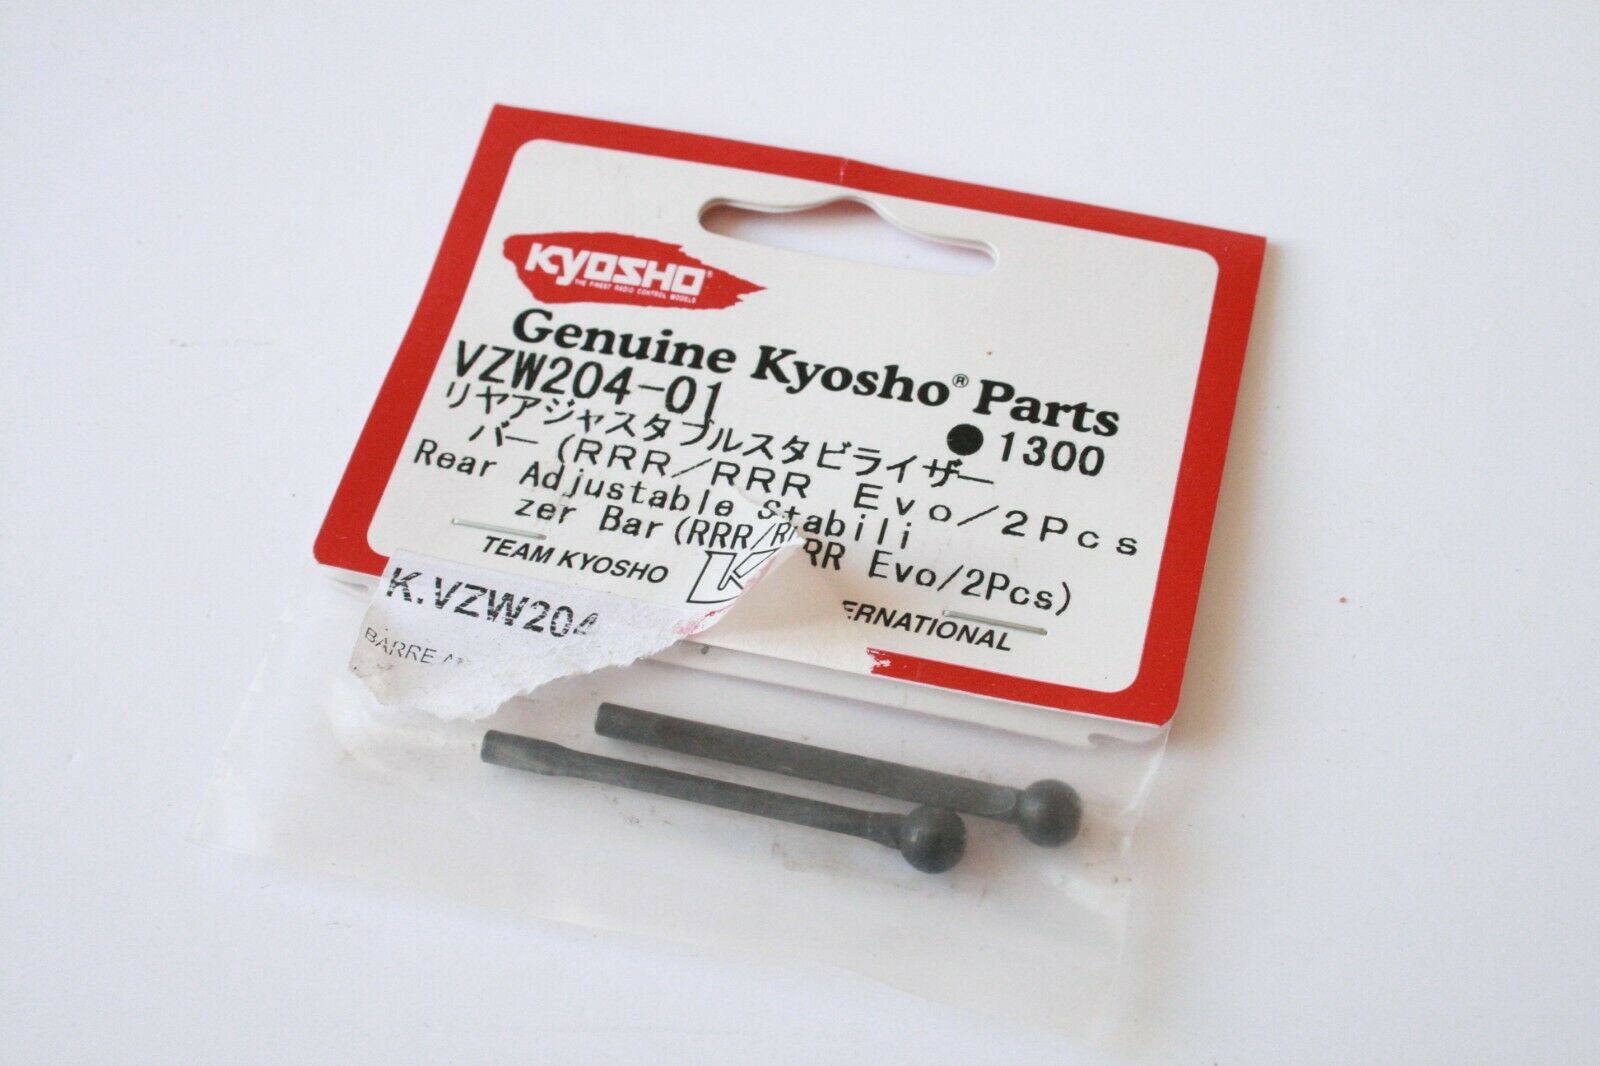 KYOSHO®
THE FINEST RADIO CONTROL MODELS
Genuine Kyosho® Parts
VZW204-01
● 1300
リヤアジャスタブルスタビライザー
バー(RRR/RRR Evo/2Pcs
Rear Adjustable Stabili
zer Bar(RRR/RRR Evo/2Pcs)
TEAM KYOSHO
ERNATIONAL
K.VZW204
BARRE